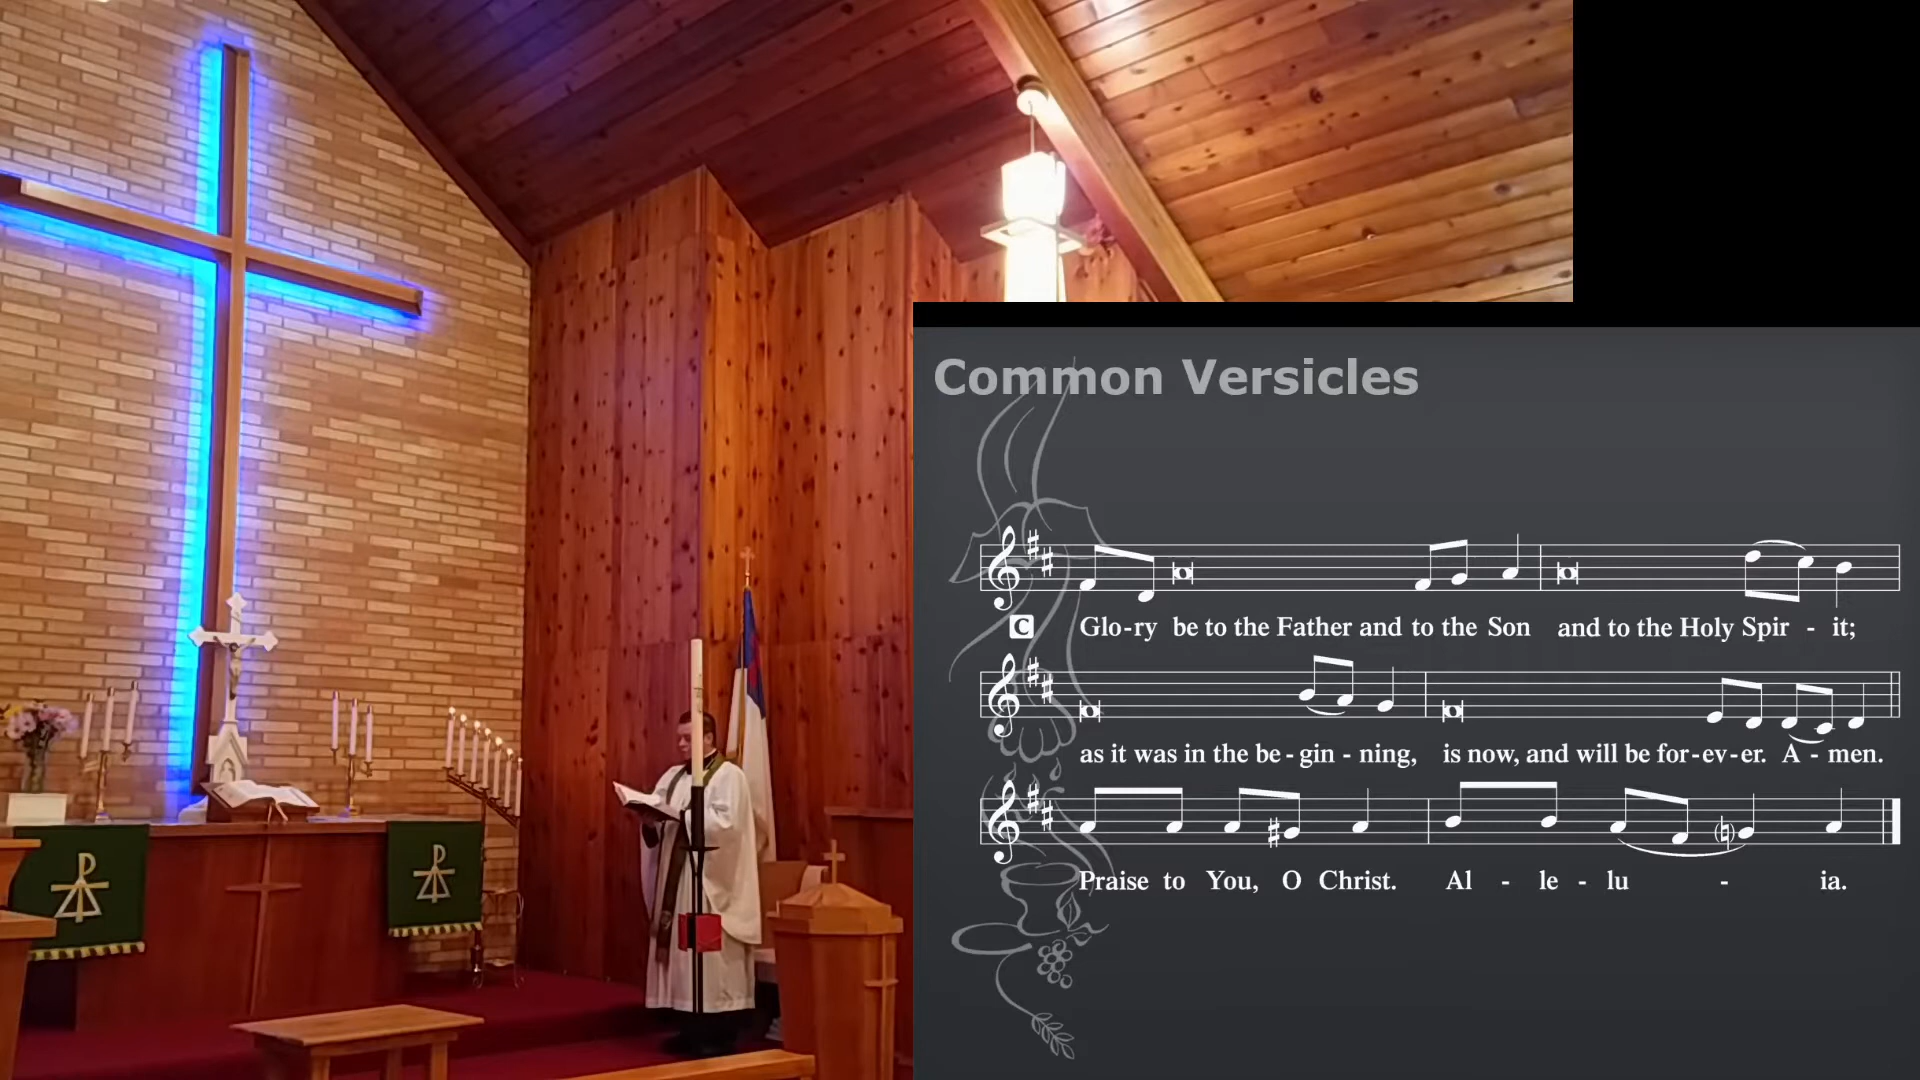 Common Versicles
C Glo-ry be to the Father and to the Son and to the Holy Spir - it;
as it was in the be - gin - ning, is now, and will be for-ev-er. A - men.
Praise to You, O Christ. Al - le - lu - ia.